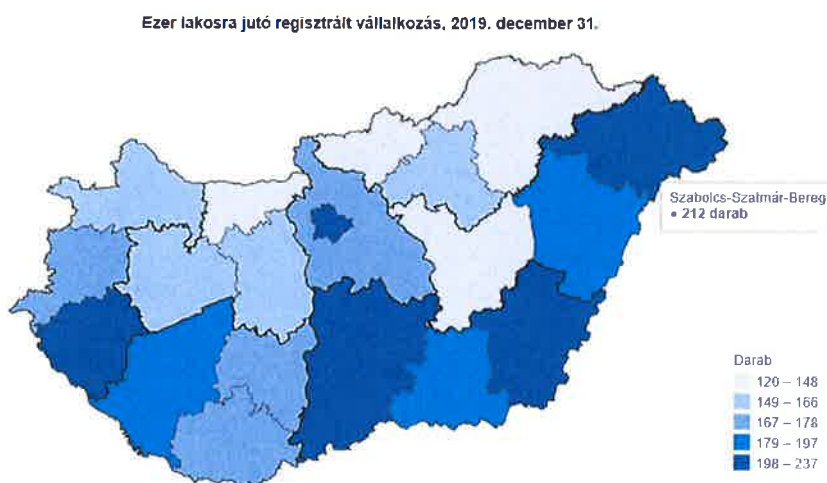 Ezer lakosra jutó regisztrált vállalkozás, 2019. december 31.
Szabolcs-Szatmár-Bereg
• 212 darab
Darab
120 – 148
149 – 166
167 – 178
179 – 197
198 – 237